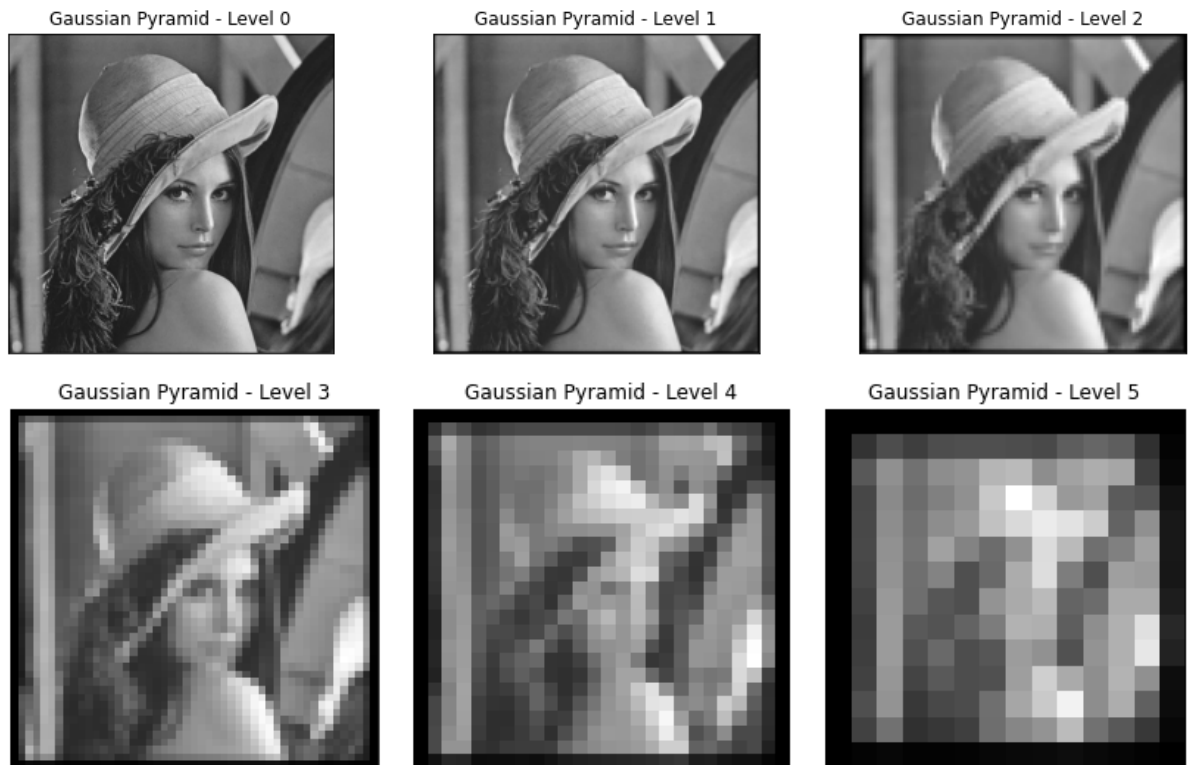 Gaussian Pyramid - Level 0
Gaussian Pyramid - Level 1
Gaussian Pyramid - Level 2
Gaussian Pyramid - Level 3
Gaussian Pyramid - Level 4
Gaussian Pyramid - Level 5